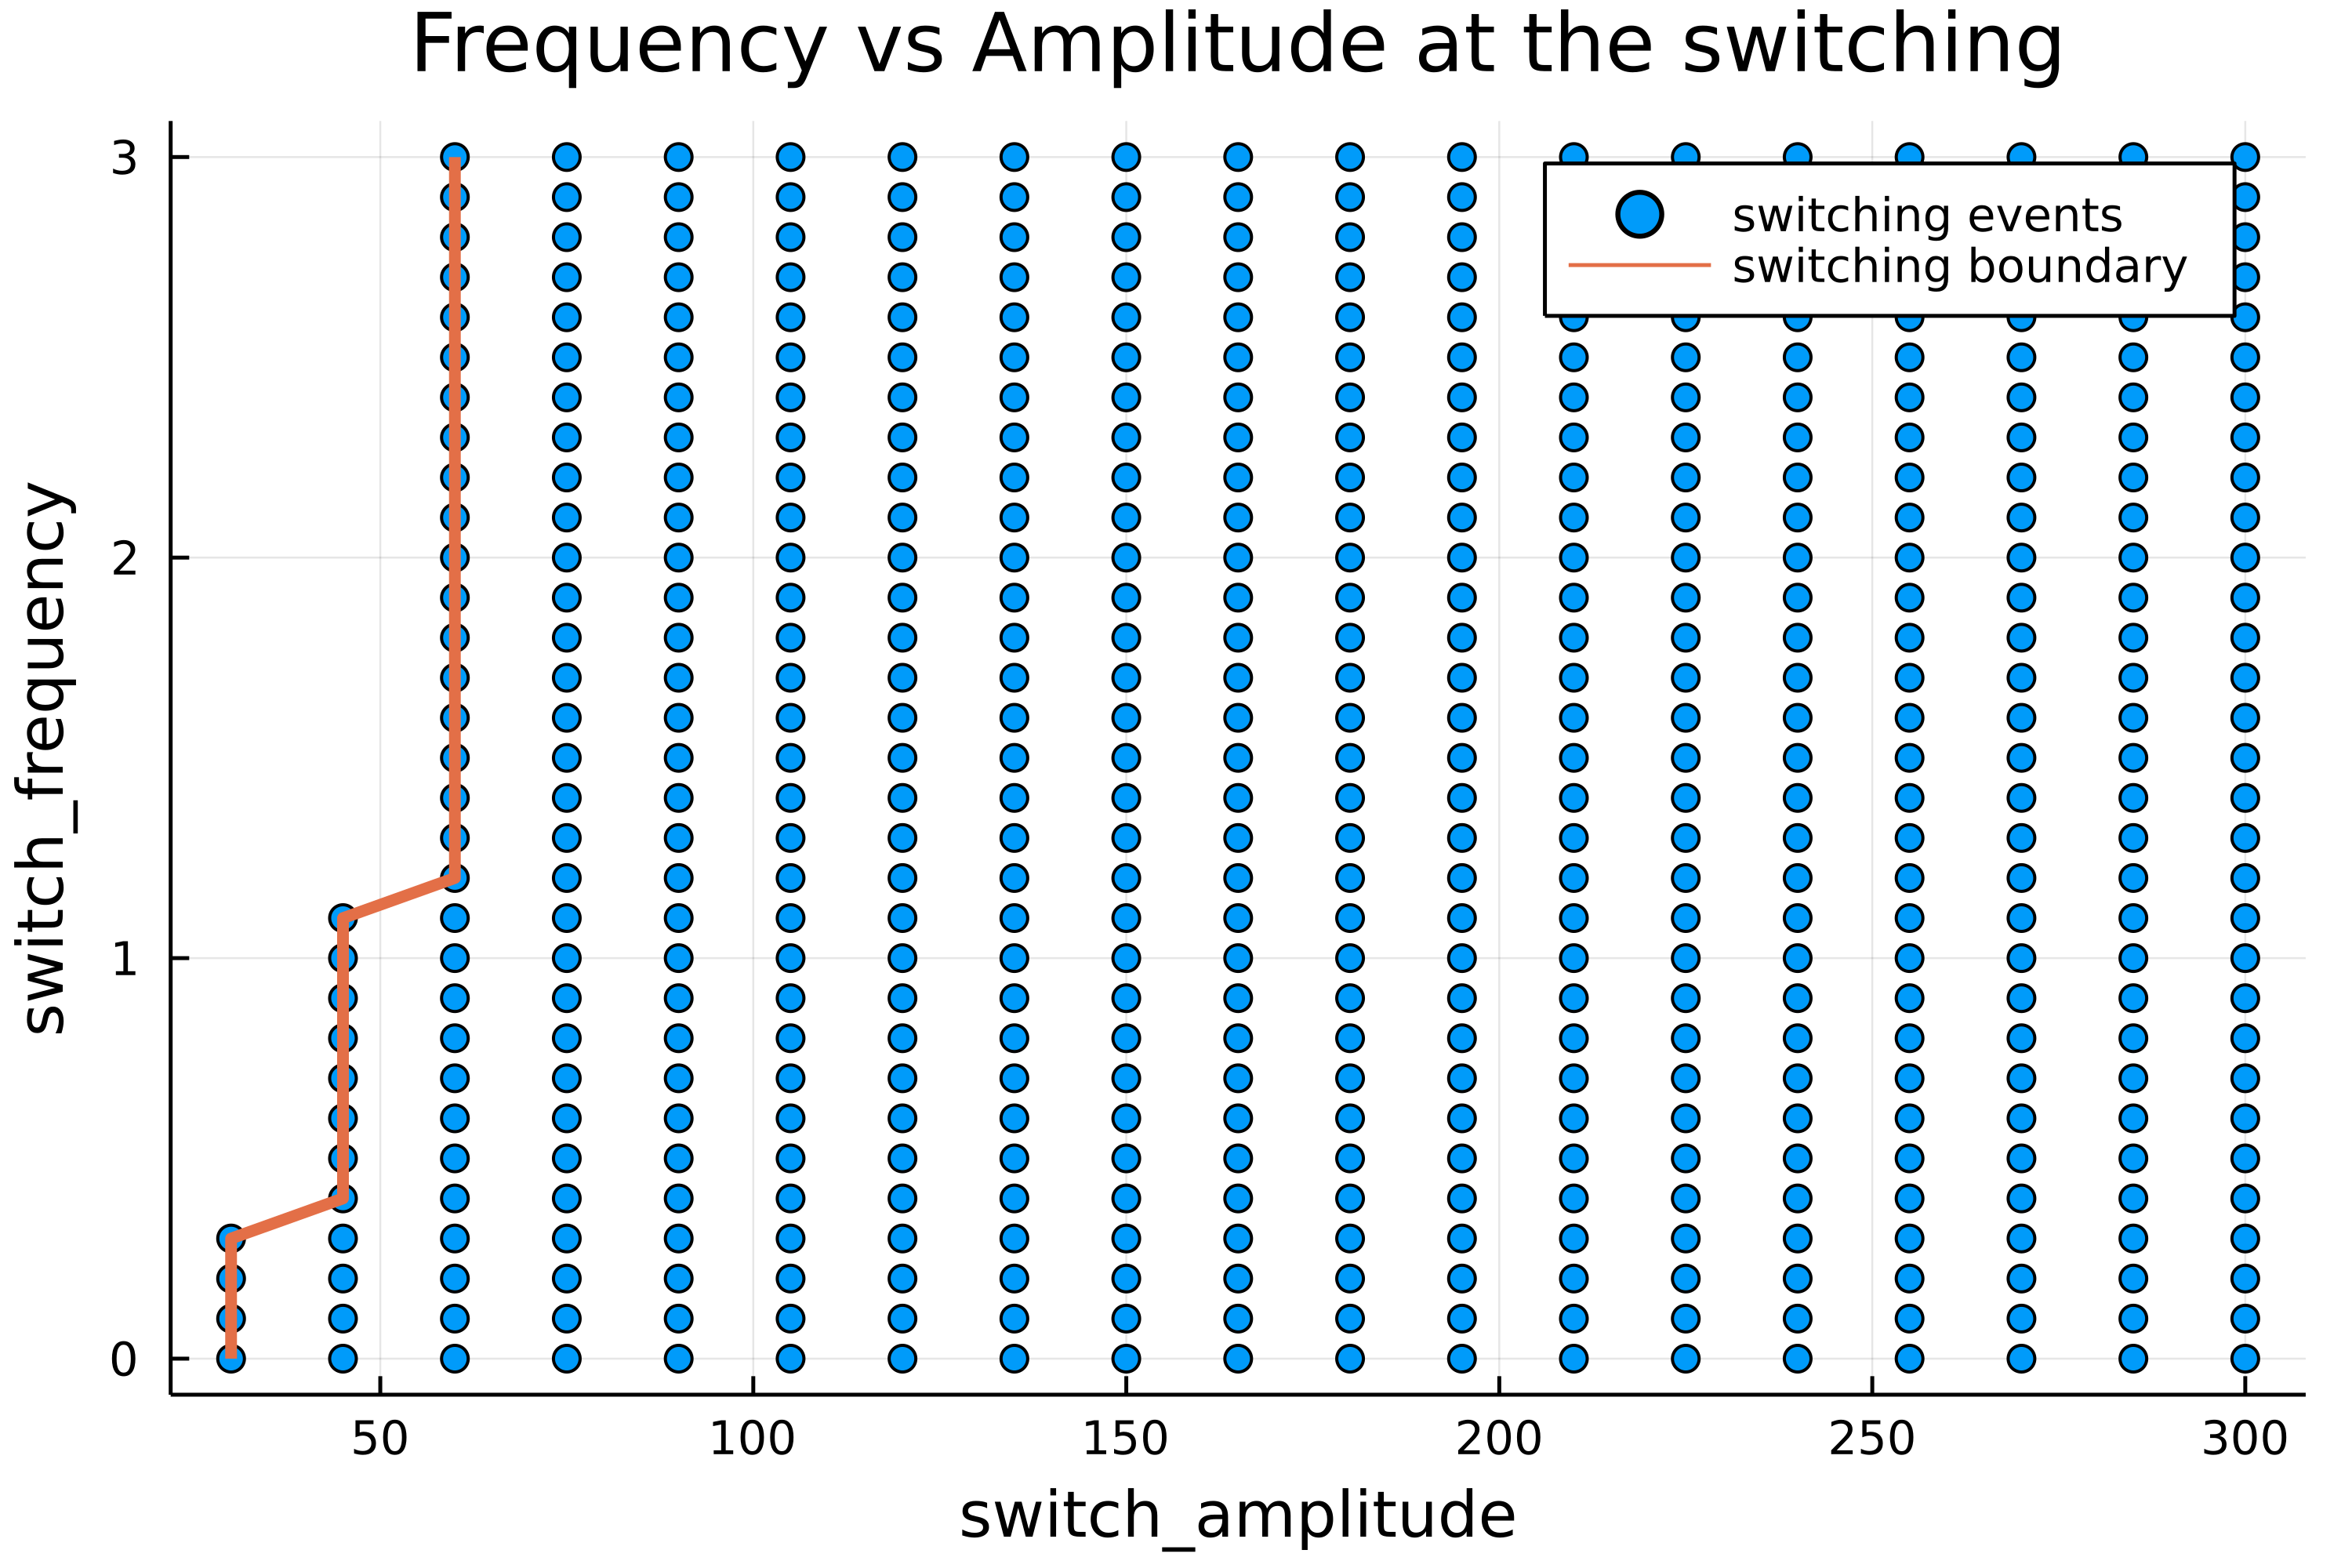 Frequency vs Amplitude at the switching
switching events
switching boundary
switch_frequency
3
2
1
0
50 100 150 200 250 300
switch_amplitude